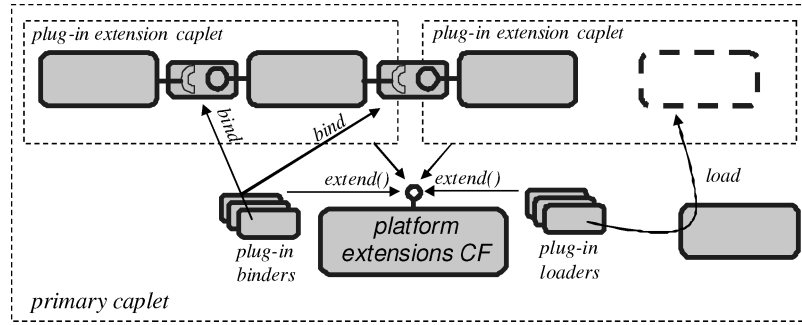 plug-in extension caplet
plug-in extension caplet
bind
bind
extend()
extend()
load
platform
extensions CF
plug-in
binders
plug-in
loaders
primary caplet